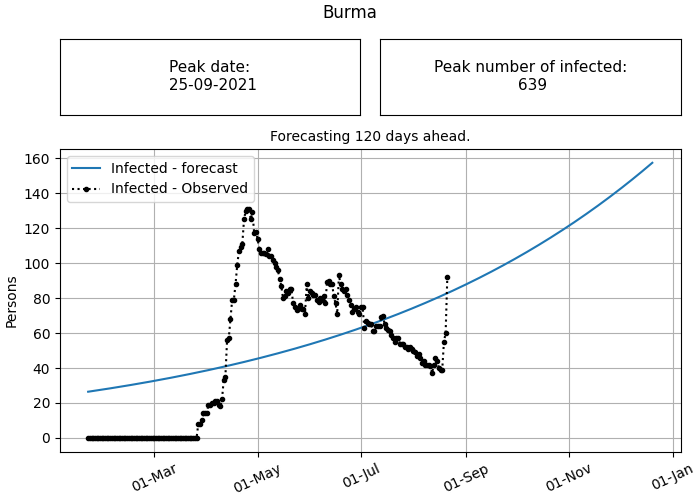 Burma
Peak date:
25-09-2021
Peak number of infected:
639
Forecasting 120 days ahead.
Infected - forecast
Infected - Observed
Persons
160
140
120
100
80
60
40
20
0
01-Mar
01-May
01-Jul
01-Sep
01-Nov
01-Jan